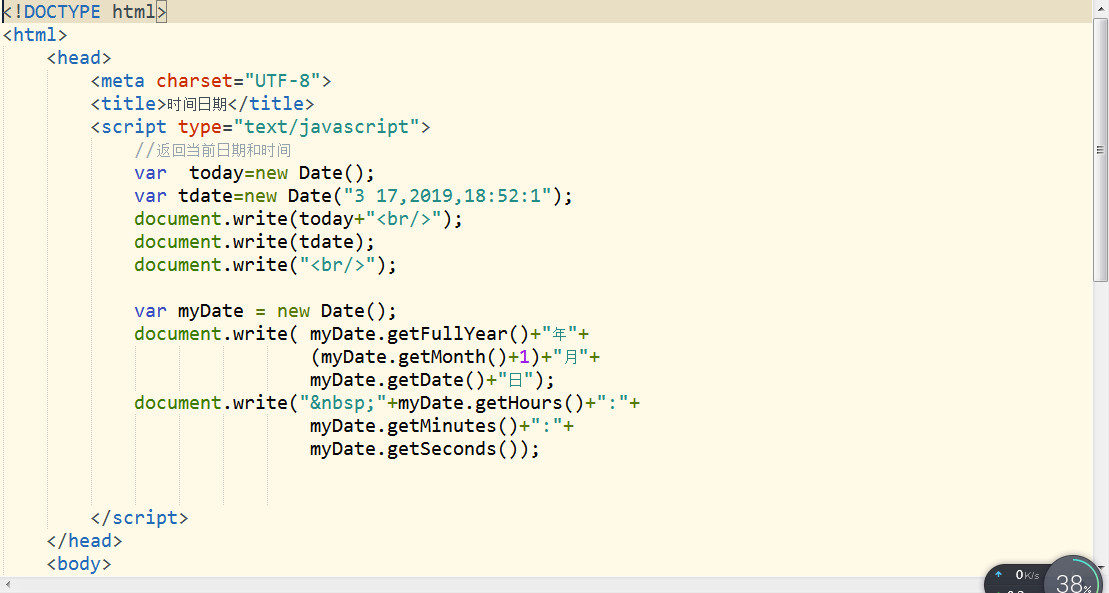 <!DOCTYPE html>
<html>
<head>
<meta charset="UTF-8">
<title>时间日期</title>
<script type="text/javascript">
//返回当前日期和时间
var  today=new Date();
var tdate=new Date("3 17,2019,18:52:1");
document.write(today+"<br/>");
document.write(tdate);
document.write("<br/>");
var myDate = new Date();
document.write( myDate.getFullYear()+"年"+
(myDate.getMonth()+1)+"月"+
myDate.getDate()+"日");
document.write("&nbsp;"+myDate.getHours()+":"+
myDate.getMinutes()+":"+
myDate.getSeconds());
</script>
</head>
<body>
0K/s
38%